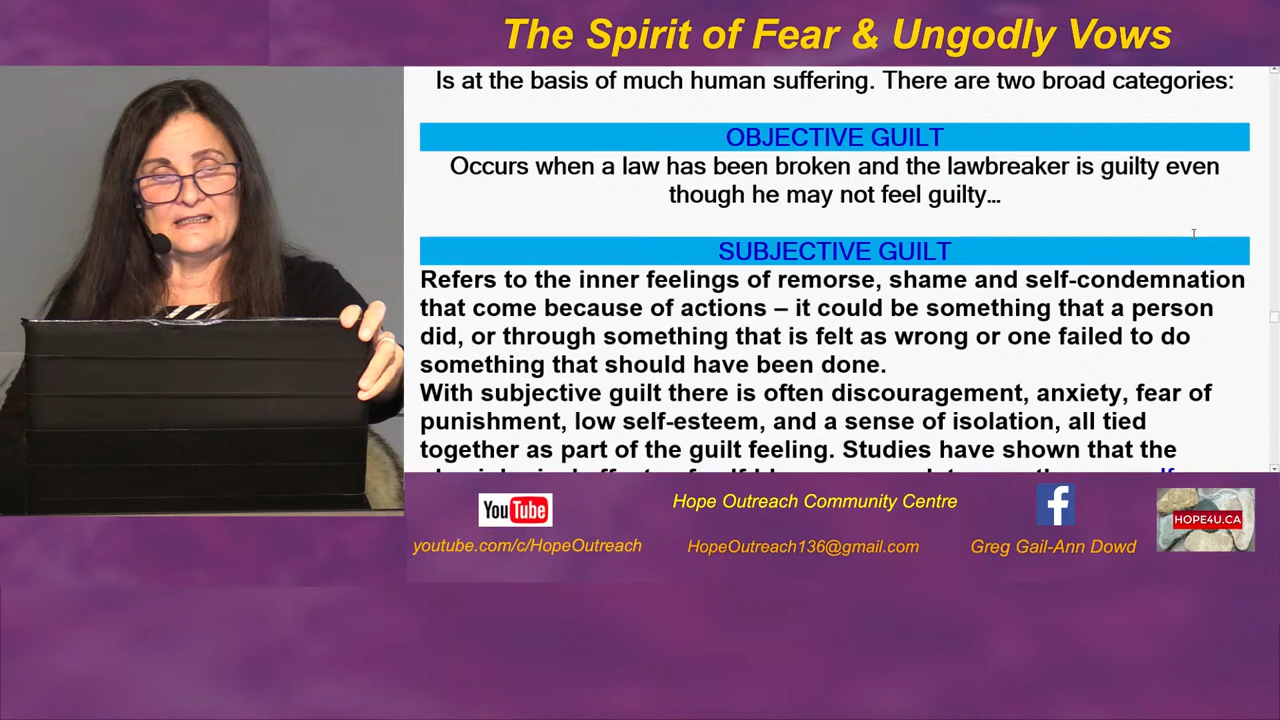 The Spirit of Fear & Ungodly Vows
Is at the basis of much human suffering. There are two broad categories:
OBJECTIVE GUILT
Occurs when a law has been broken and the lawbreaker is guilty even
though he may not feel guilty…
SUBJECTIVE GUILT
Refers to the inner feelings of remorse, shame and self-condemnation
that come because of actions – it could be something that a person
did, or through something that is felt as wrong or one failed to do
something that should have been done.
With subjective guilt there is often discouragement, anxiety, fear of
punishment, low self-esteem, and a sense of isolation, all tied
together as part of the guilt feeling. Studies have shown that the
YouTube
youtube.com/c/HopeOutreach
Hope Outreach Community Centre
HopeOutreach136@gmail.com
f
Greg Gail-Ann Dowd
HOPE4U.CA